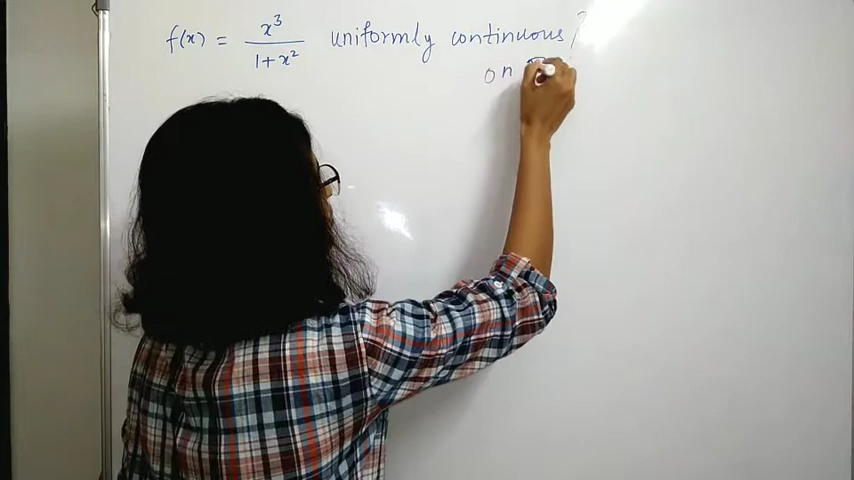 f(x) = x³/(1+x²) uniformly continuous?
on